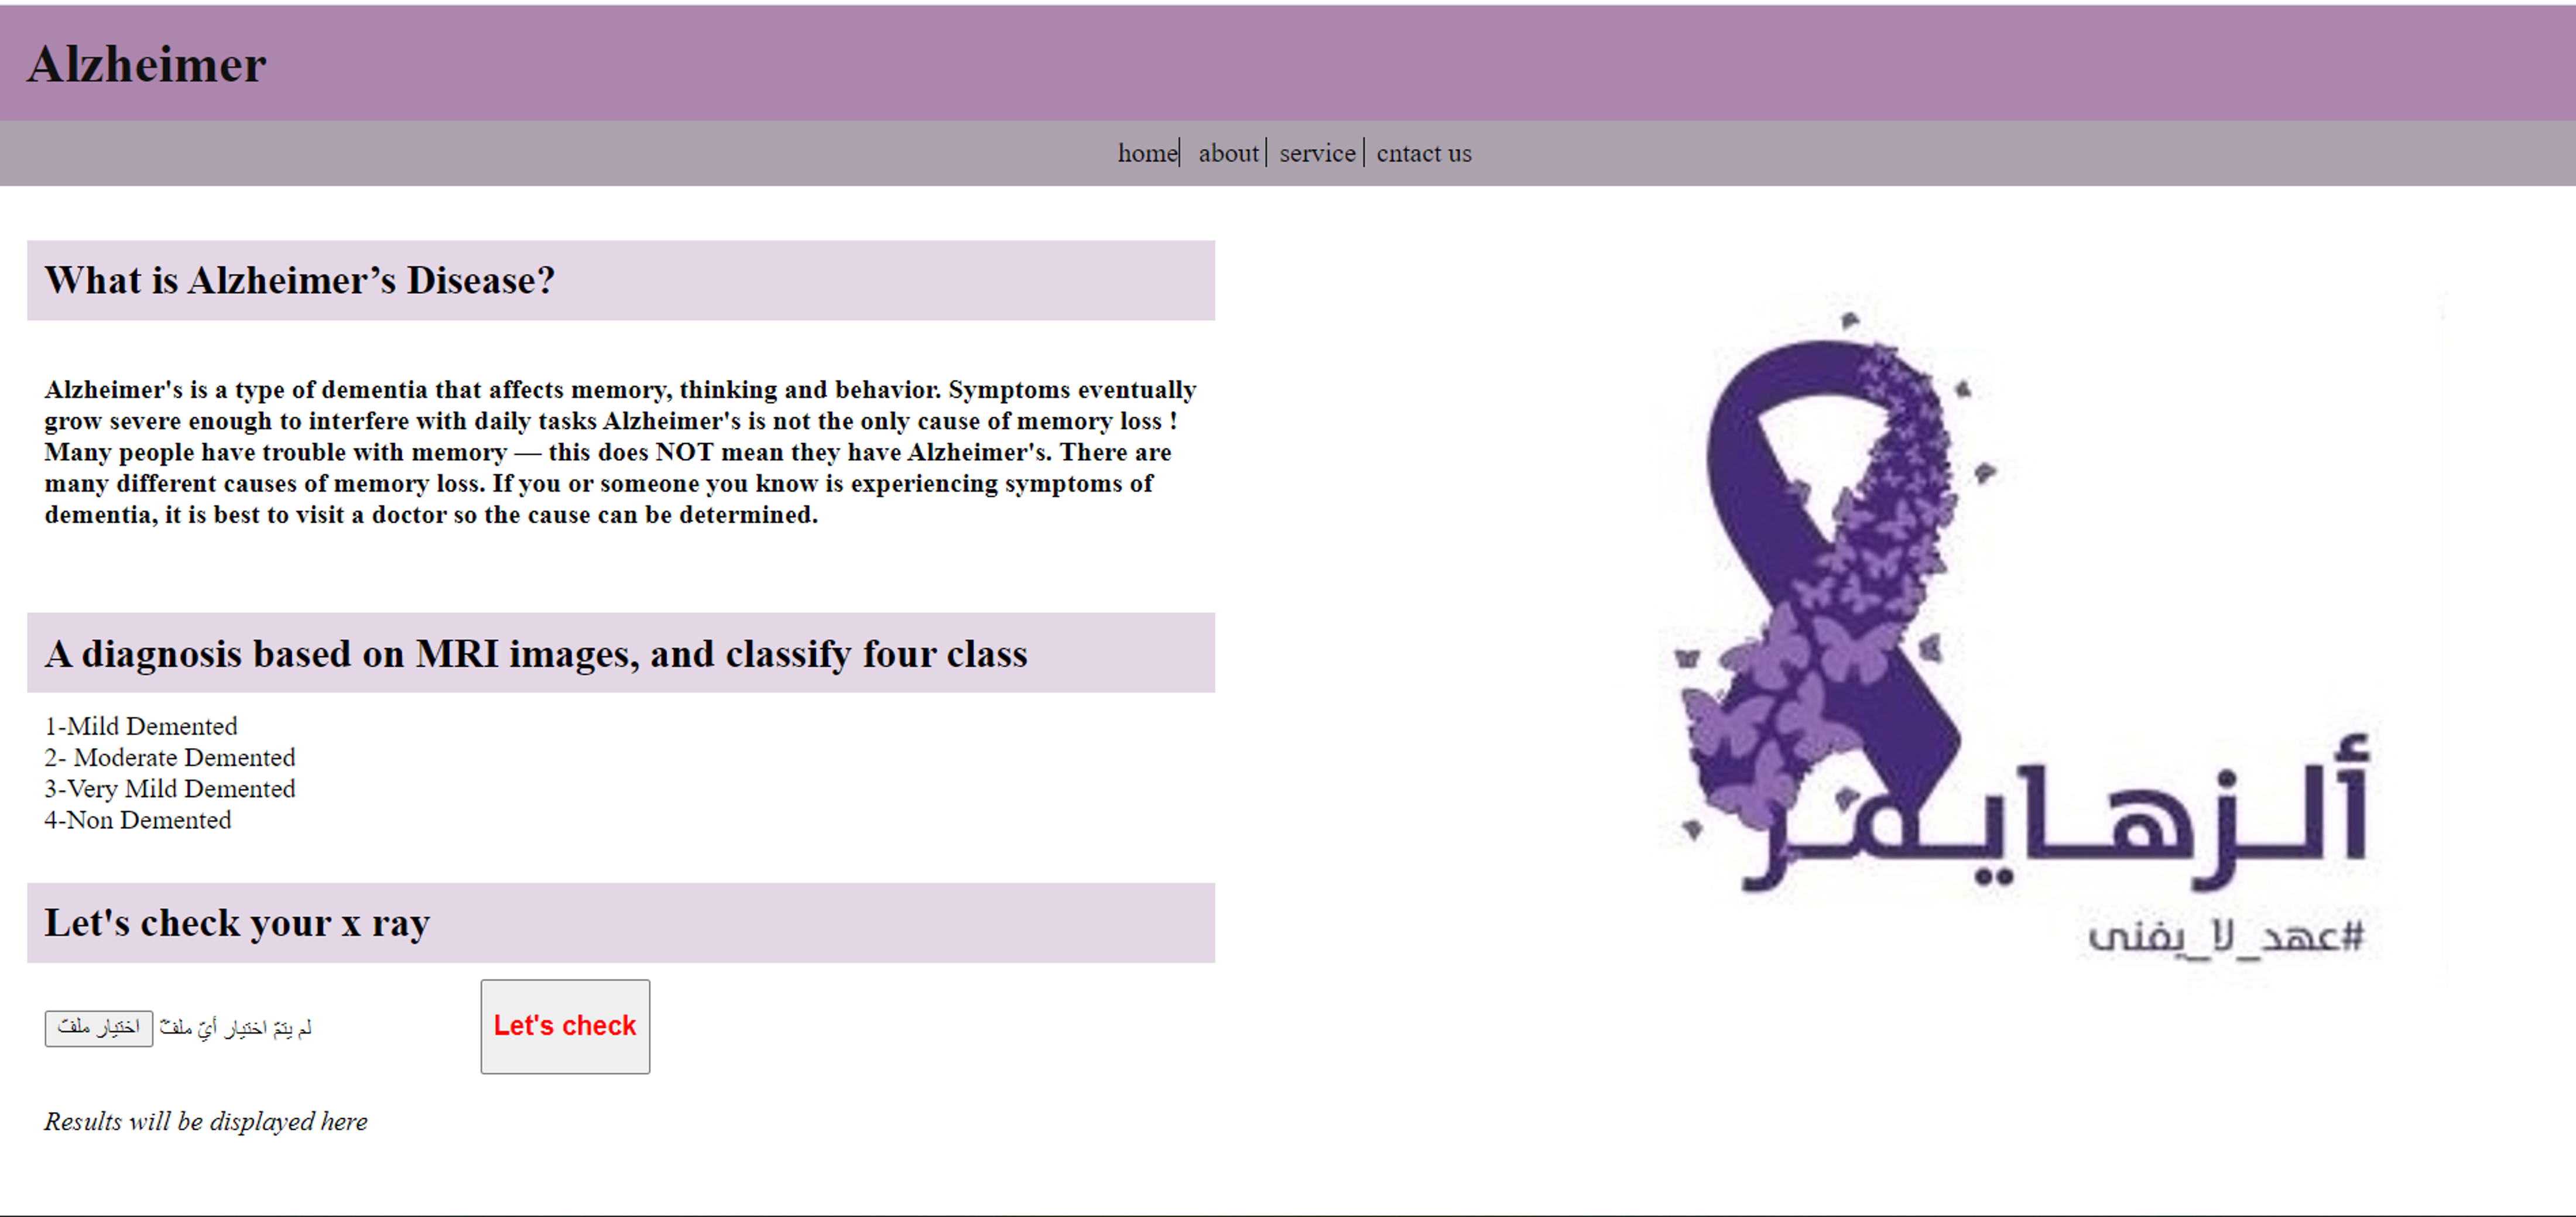 Alzheimer
home| about | service | cntact us
What is Alzheimer’s Disease?
Alzheimer's is a type of dementia that affects memory, thinking and behavior. Symptoms eventually
grow severe enough to interfere with daily tasks Alzheimer's is not the only cause of memory loss !
Many people have trouble with memory — this does NOT mean they have Alzheimer's. There are
many different causes of memory loss. If you or someone you know is experiencing symptoms of
dementia, it is best to visit a doctor so the cause can be determined.
A diagnosis based on MRI images, and classify four class
1-Mild Demented
2- Moderate Demented
3-Very Mild Demented
4-Non Demented
Let's check your x ray
اختيار ملفّ
لم يتمّ اختيار أيّ ملفّ
Let's check
Results will be displayed here
ألزهايمر
#عهد_لا_يفنى